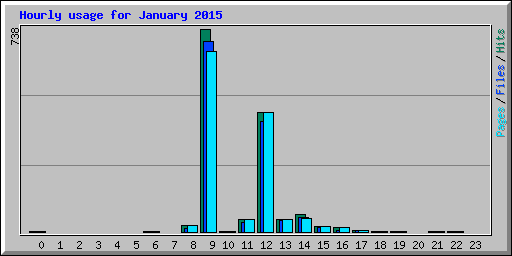 Hourly usage for January 2015
738
Pages/Files/Hits
0 1 2 3 4 5 6 7 8 9 10 11 12 13 14 15 16 17 18 19 20 21 22 23